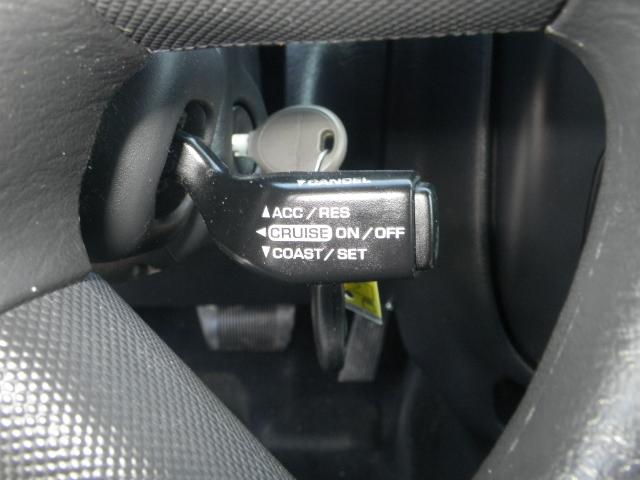 ▼CANCEL
▲ACC/RES
◄CRUISE ON/OFF
▼COAST/SET